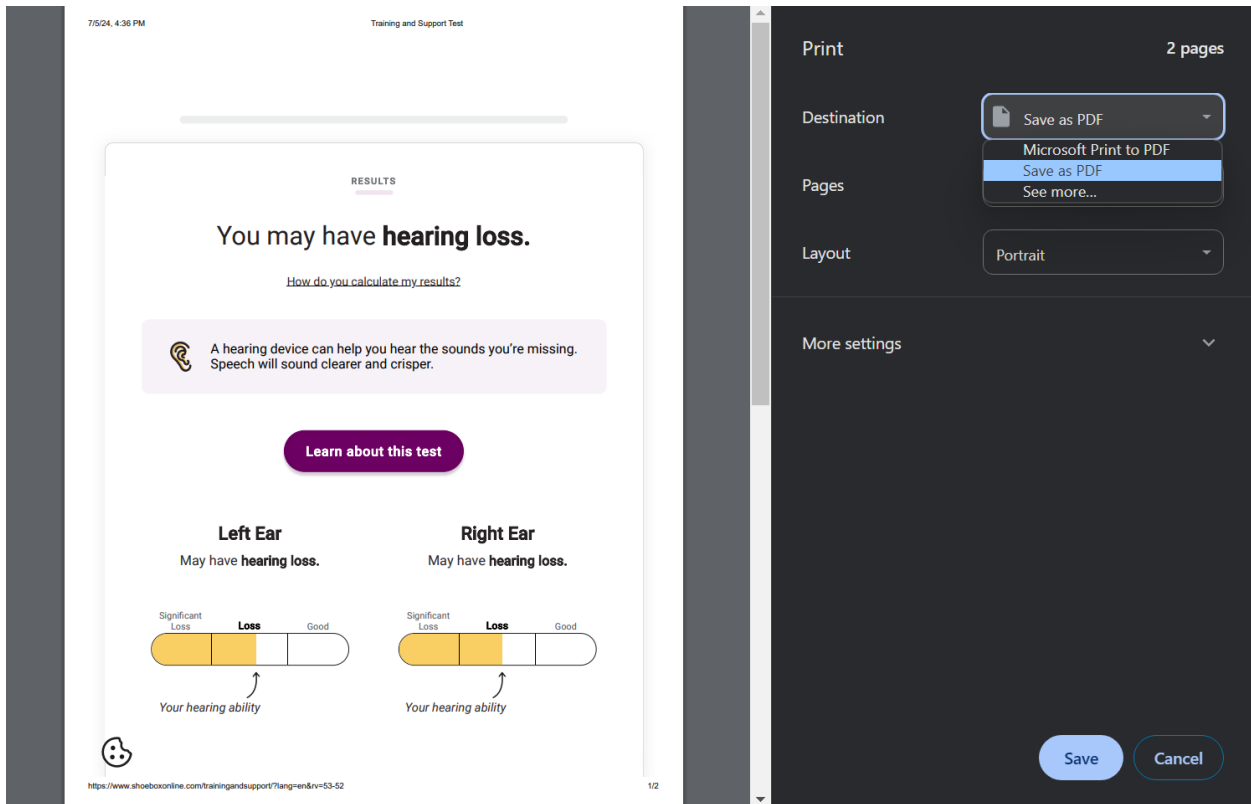 7/5/24, 4:36 PM
Training and Support Test
RESULTS
You may have hearing loss.
How do you calculate my results?
A hearing device can help you hear the sounds you're missing.
Speech will sound clearer and crisper.
Learn about this test
Left Ear
May have hearing loss.
Significant
Loss
Loss
Good
Your hearing ability
Right Ear
May have hearing loss.
Significant
Loss
Loss
Good
Your hearing ability
https://www.shoeboxonline.com/trainingandsupport/?lang=en&rv=53-52
1/2
Print
2 pages
Destination
Save as PDF
Microsoft Print to PDF
Save as PDF
See more...
Pages
Layout
Portrait
More settings
Save
Cancel